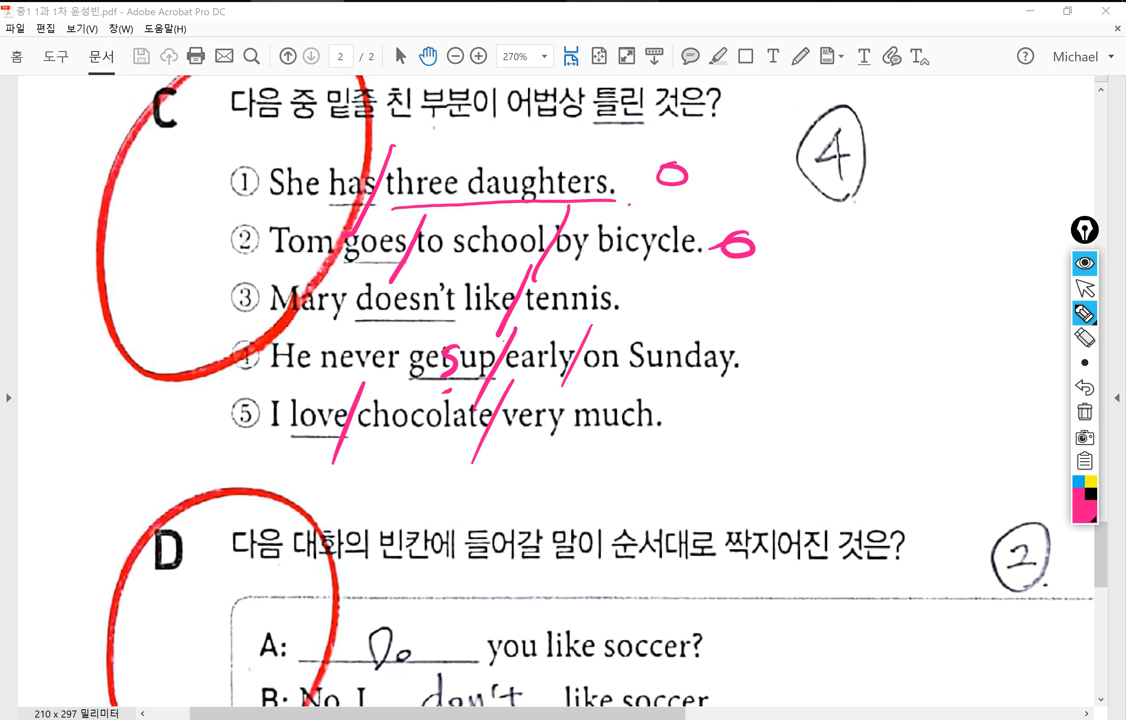 중1 1과 1차 윤성빈.pdf - Adobe Acrobat Pro DC
파일 편집 보기(V) 창(W) 도움말(H)
홈 도구 문서 2 / 2 270% Michael
C 다음 중 밑줄 친 부분이 어법상 틀린 것은? ④
① She has three daughters.
② Tom goes to school by bicycle.
③ Mary doesn't like tennis.
④ He never get up early on Sunday.
s
⑤ I love chocolate very much.
D 다음 대화의 빈칸에 들어갈 말이 순서대로 짝지어진 것은? ②
A: Do you like soccer?
B: No, I don't like soccer
210 x 297 밀리미터